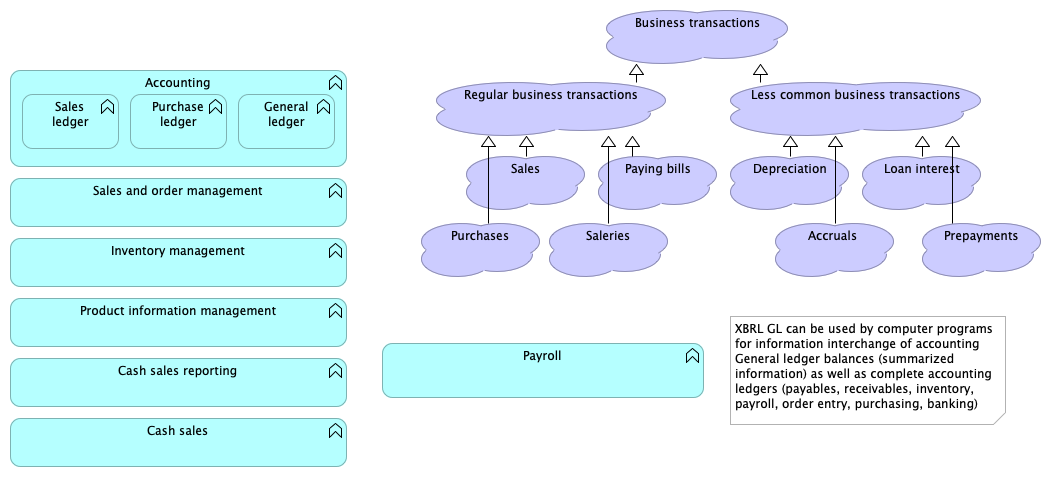 Business transactions
Accounting
Sales
ledger
Purchase
ledger
General
ledger
Regular business transactions
Less common business transactions
Sales
Paying bills
Depreciation
Loan interest
Sales and order management
Purchases
Saleries
Accruals
Prepayments
Inventory management
Product information management
Cash sales reporting
Cash sales
Payroll
XBRL GL can be used by computer programs
for information interchange of accounting
General ledger balances (summarized
information) as well as complete accounting
ledgers (payables, receivables, inventory,
payroll, order entry, purchasing, banking)